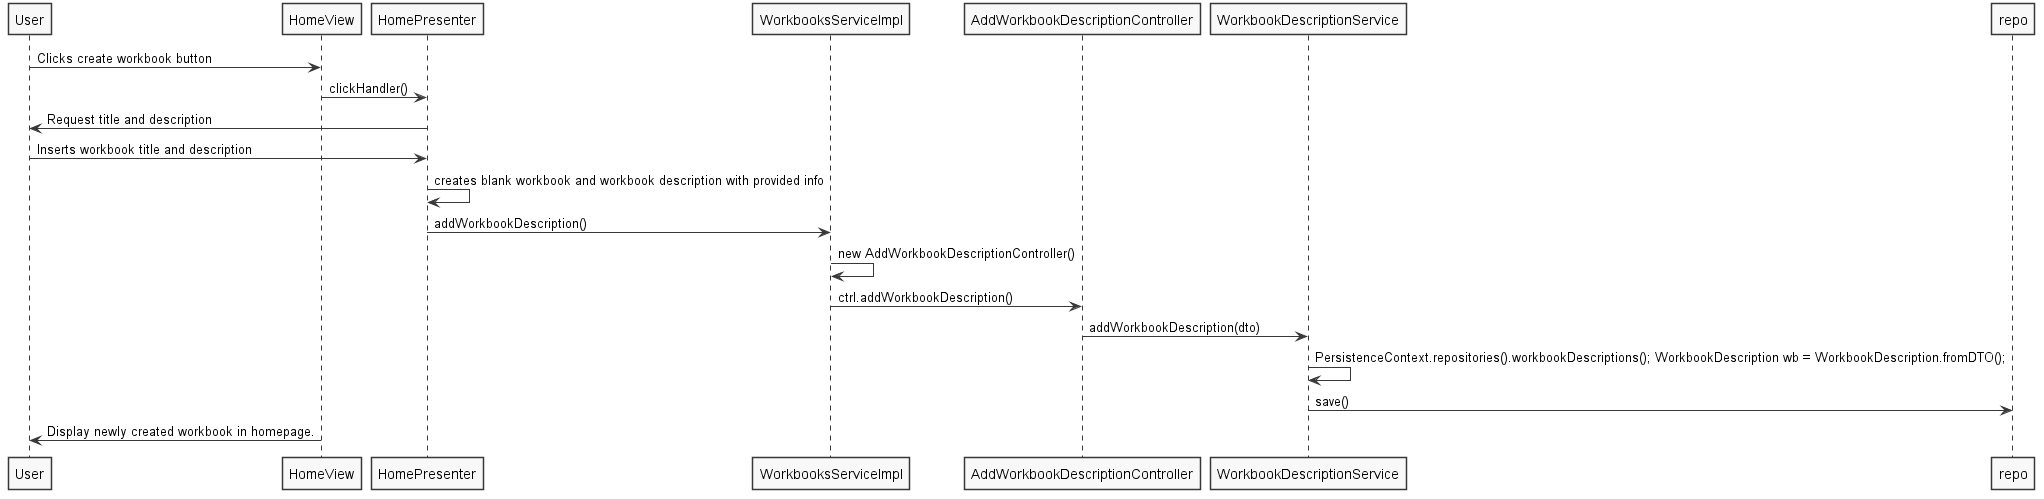 User HomeView HomePresenter WorkbooksServiceImpl AddWorkbookDescriptionController WorkbookDescriptionService repo
Clicks create workbook button
clickHandler()
Request title and description
Inserts workbook title and description
creates blank workbook and workbook description with provided info
addWorkbookDescription()
new AddWorkbookDescriptionController()
ctrl.addWorkbookDescription()
addWorkbookDescription(dto)
PersistenceContext.repositories().workbookDescriptions(); WorkbookDescription wb = WorkbookDescription.fromDTO();
save()
Display newly created workbook in homepage.
User HomeView HomePresenter WorkbooksServiceImpl AddWorkbookDescriptionController WorkbookDescriptionService repo